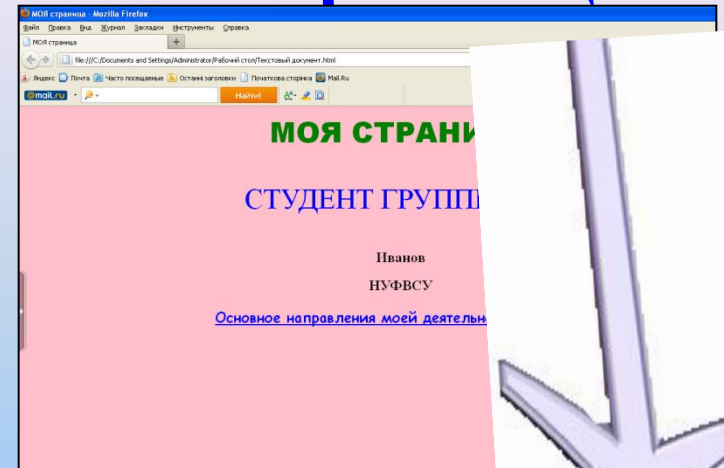 МОЯ страница - Mozilla Firefox
Файл Правка Вид Журнал Закладки Инструменты Справка
МОЯ страница +
file:///C:/Documents and Settings/Administrator/Рабочий стол/Текстовый документ.html
Яндекс Почта Часто посещаемые Останні заголовки Початкова сторінка Mail.Ru
@mail.ru Найти!
МОЯ СТРАНИ
СТУДЕНТ ГРУПП
Иванов
НУФВСУ
Основное направления моей деятельн